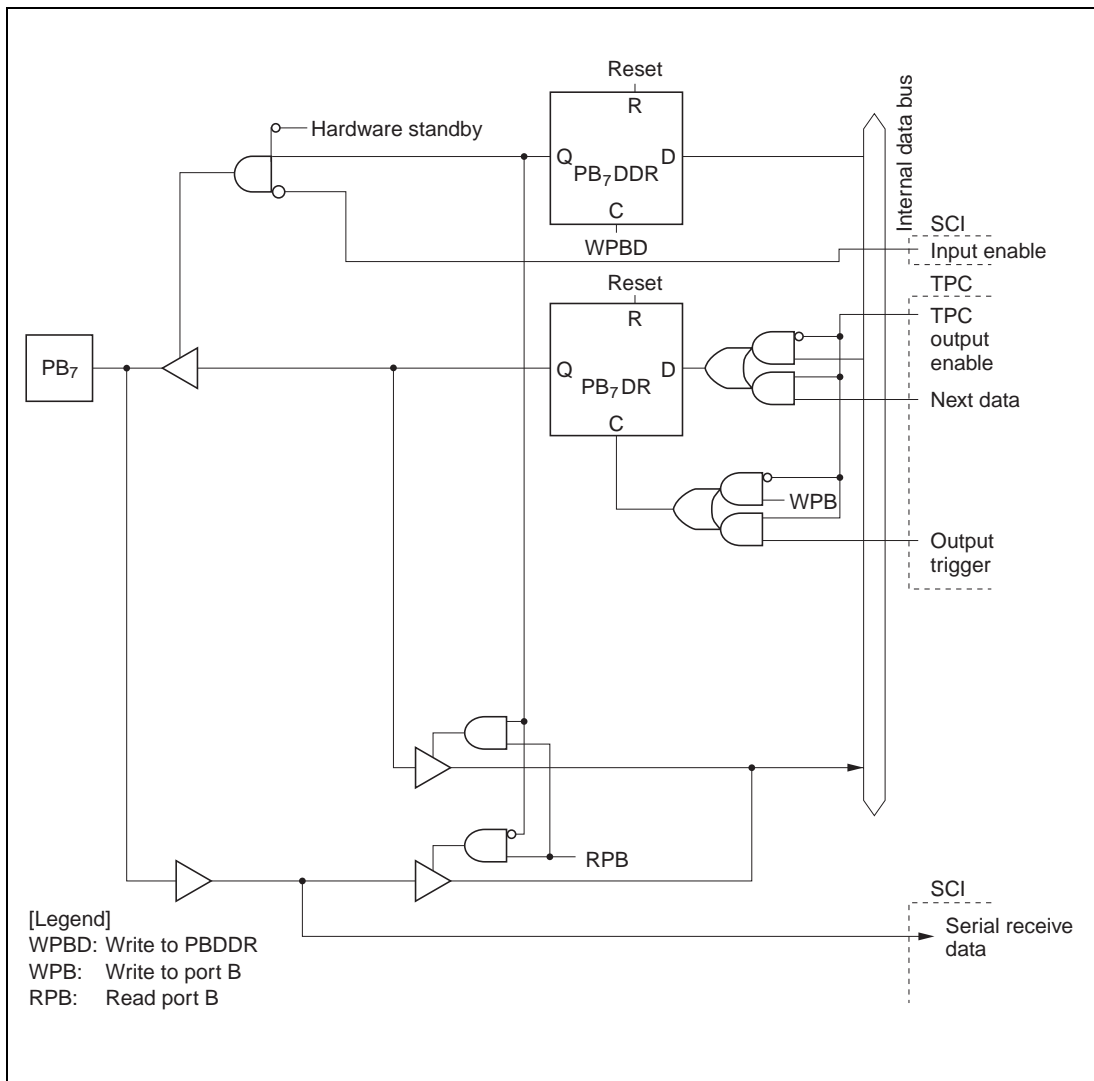 Reset
R
Hardware standby
Internal data bus
Q
D
PB₇DDR
C
WPBD
SCI
Input enable
Reset
R
TPC
TPC
output
enable
PB₇
Q
D
PB₇DR
C
Next data
WPB
Output
trigger
RPB
SCI
Serial receive
data
[Legend]
WPBD: Write to PBDDR
WPB: Write to port B
RPB: Read port B